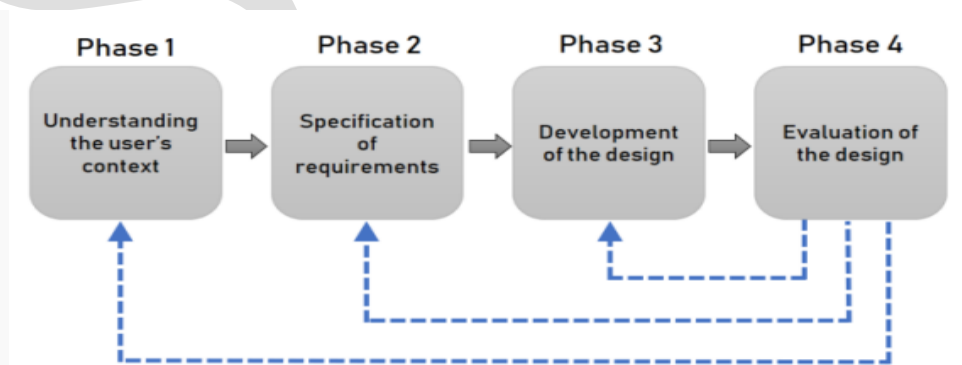 Phase 1
Understanding
the user's
context
Phase 2
Specification
of
requirements
Phase 3
Development
of the design
Phase 4
Evaluation of
the design